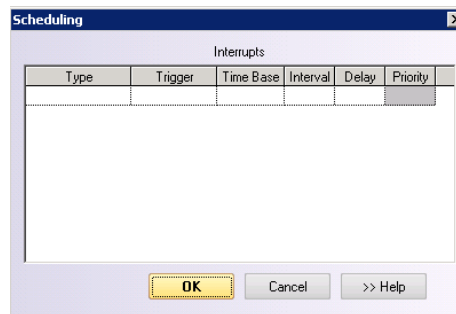 Scheduling
Interrupts
Type Trigger Time Base Interval Delay Priority
OK Cancel >> Help